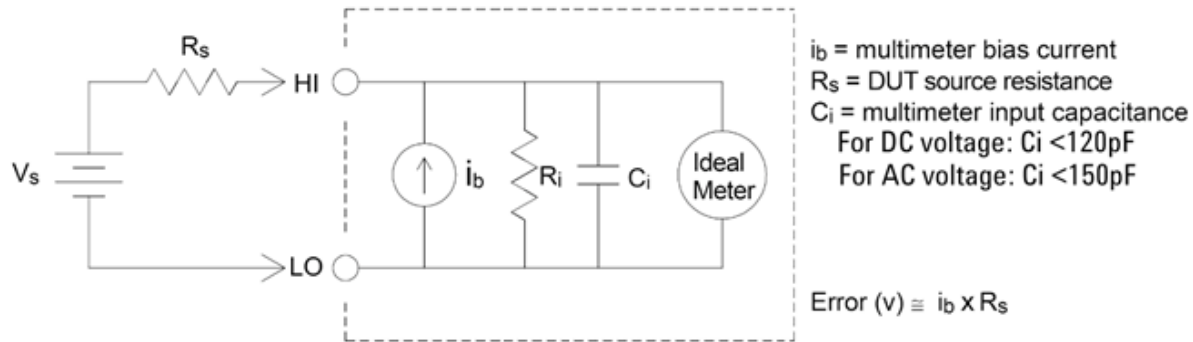 Rs
HI
Vs
LO
ib
Ri
Ci
Ideal
Meter
ib = multimeter bias current
Rs = DUT source resistance
Ci = multimeter input capacitance
For DC voltage: Ci <120pF
For AC voltage: Ci <150pF
Error (v) ≅ ib x Rs